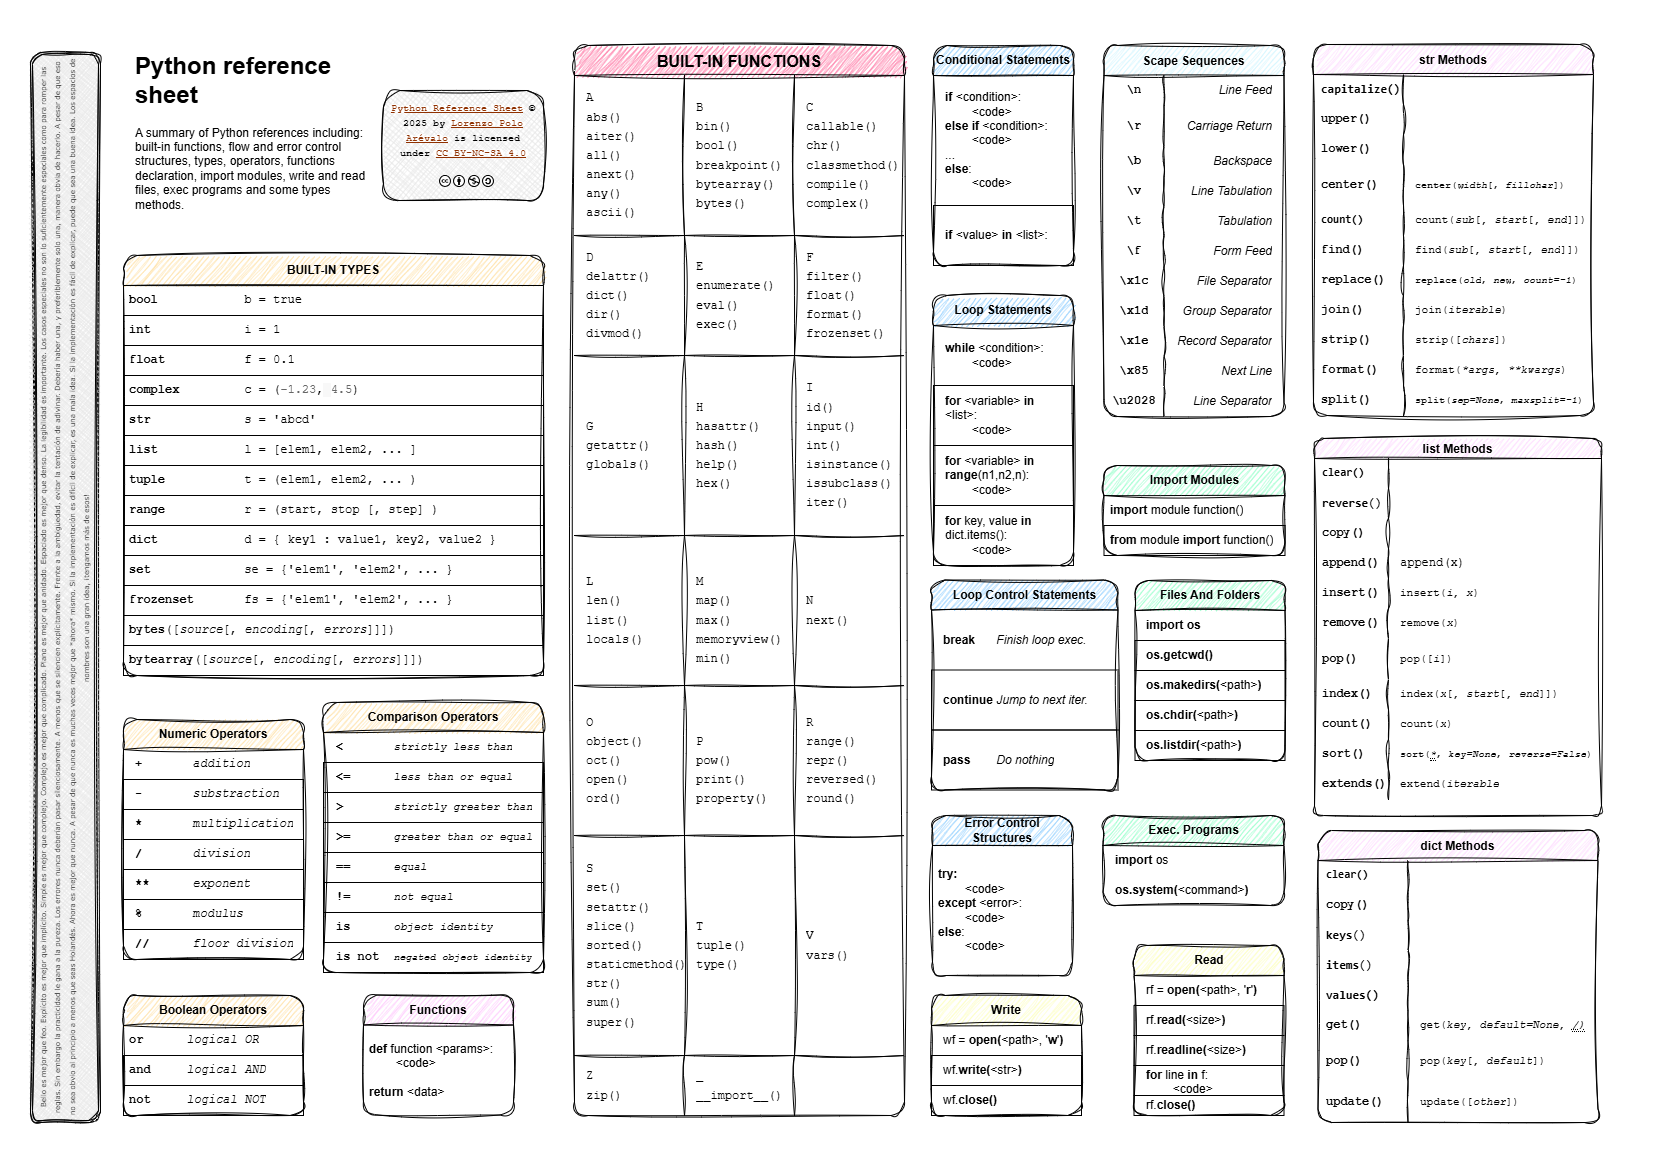 Bello es mejor que feo. Explícito es mejor que implícito. Simple es mejor que complejo. Complejo es mejor que complicado. Plano es mejor que anidado. Espaciado es mejor que denso. La legibilidad es importante. Los casos especiales no son lo suficientemente especiales como para romper las
reglas. Sin embargo la practicidad le gana a la pureza. Los errores nunca deberían pasar silenciosamente. A menos que se silencien explícitamente. Frente a la ambigüedad, evitar la tentación de adivinar. Debería haber una, y preferiblemente solo una, manera obvia de hacerlo. A pesar de que eso
no sea obvio al principio a menos que seas Holandés. Ahora es mejor que nunca. A pesar de que nunca es muchas veces mejor que *ahora* mismo. Si la implementación es difícil de explicar, es una mala idea. Si la implementación es fácil de explicar, puede que sea una buena idea. Los espacios de
nombres son una gran idea, ¡tengamos más de esos!
Python reference
sheet
A summary of Python references including:
built-in functions, flow and error control
structures, types, operators, functions
declaration, import modules, write and read
files, exec programs and some types
methods.
Python Reference Sheet ©
2025 by Lorenzo Polo
Arévalo is licensed
under CC BY-NC-SA 4.0
BUILT-IN TYPES
bool b = true
int i = 1
float f = 0.1
complex c = (-1.23, 4.5)
str s = 'abcd'
list l = [elem1, elem2, ... ]
tuple t = (elem1, elem2, ... )
range r = (start, stop [, step] )
dict d = { key1 : value1, key2, value2 }
set se = {'elem1', 'elem2', ... }
frozenset fs = {'elem1', 'elem2', ... }
bytes([source[, encoding[, errors]]])
bytearray([source[, encoding[, errors]]])
Numeric Operators
+ addition
- substraction
* multiplication
/ division
** exponent
% modulus
// floor division
Comparison Operators
< strictly less than
<= less than or equal
> strictly greater than
>= greater than or equal
== equal
!= not equal
is object identity
is not negated object identity
Boolean Operators
or logical OR
and logical AND
not logical NOT
Functions
def function <params>:
<code>
return <data>
BUILT-IN FUNCTIONS
A
abs()
aiter()
all()
anext()
any()
ascii()
B
bin()
bool()
breakpoint()
bytearray()
bytes()
C
callable()
chr()
classmethod()
compile()
complex()
D
delattr()
dict()
dir()
divmod()
E
enumerate()
eval()
exec()
F
filter()
float()
format()
frozenset()
G
getattr()
globals()
H
hasattr()
hash()
help()
hex()
I
id()
input()
int()
isinstance()
issubclass()
iter()
L
len()
list()
locals()
M
map()
max()
memoryview()
min()
N
next()
O
object()
oct()
open()
ord()
P
pow()
print()
property()
R
range()
repr()
reversed()
round()
S
set()
setattr()
slice()
sorted()
staticmethod()
str()
sum()
super()
T
tuple()
type()
V
vars()
Z
zip()
_
__import__()
Conditional Statements
if <condition>:
<code>
else if <condition>:
<code>
...
else:
<code>
if <value> in <list>:
Loop Statements
while <condition>:
<code>
for <variable> in
<list>:
<code>
for <variable> in
range(n1,n2,n):
<code>
for key, value in
dict.items():
<code>
Loop Control Statements
break Finish loop exec.
continue Jump to next iter.
pass Do nothing
Error Control
Structures
try:
<code>
except <error>:
<code>
else:
<code>
Write
wf = open(<path>, 'w')
wf.write(<str>)
wf.close()
Scape Sequences
\n Line Feed
\r Carriage Return
\b Backspace
\v Line Tabulation
\t Tabulation
\f Form Feed
\x1c File Separator
\x1d Group Separator
\x1e Record Separator
\x85 Next Line
\u2028 Line Separator
Import Modules
import module function()
from module import function()
Files And Folders
import os
os.getcwd()
os.makedirs(<path>)
os.chdir(<path>)
os.listdir(<path>)
Exec. Programs
import os
os.system(<command>)
Read
rf = open(<path>, 'r')
rf.read(<size>)
rf.readline(<size>)
for line in f:
<code>
rf.close()
str Methods
capitalize()
upper()
lower()
center() center(width[, fillchar])
count() count(sub[, start[, end]])
find() find(sub[, start[, end]])
replace() replace(old, new, count=-1)
join() join(iterable)
strip() strip([chars])
format() format(*args, **kwargs)
split() split(sep=None, maxsplit=-1)
list Methods
clear()
reverse()
copy()
append() append(x)
insert() insert(i, x)
remove() remove(x)
pop() pop([i])
index() index(x[, start[, end]])
count() count(x)
sort() sort(*, key=None, reverse=False)
extends() extend(iterable
dict Methods
clear()
copy()
keys()
items()
values()
get() get(key, default=None, /)
pop() pop(key[, default])
update() update([other])